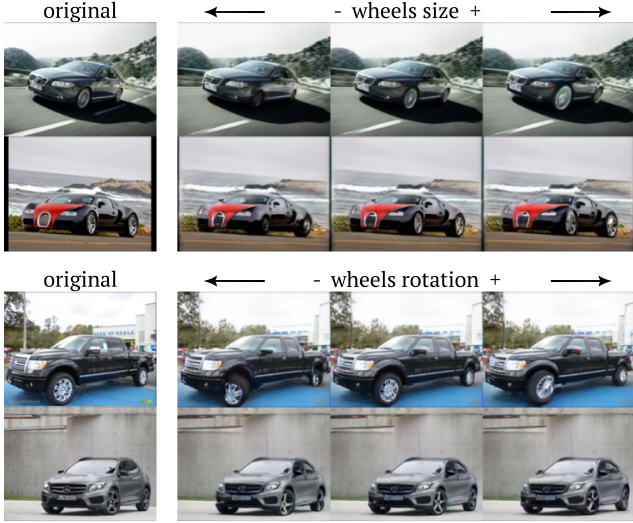 original - wheels size +
original - wheels rotation +